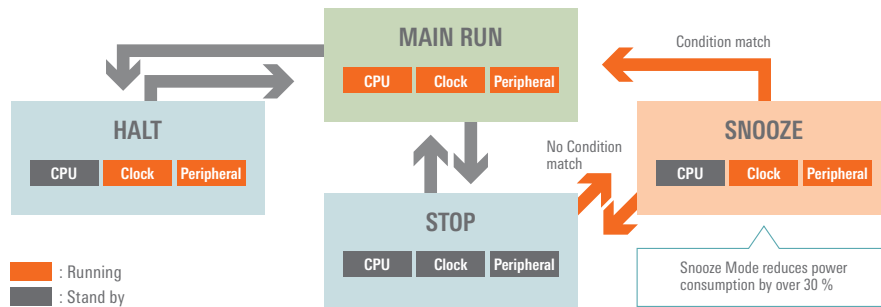 MAIN RUN
CPU Clock Peripheral
Condition match
HALT
CPU Clock Peripheral
SNOOZE
CPU Clock Peripheral
No Condition
match
STOP
CPU Clock Peripheral
: Running
: Stand by
Snooze Mode reduces power
consumption by over 30 %